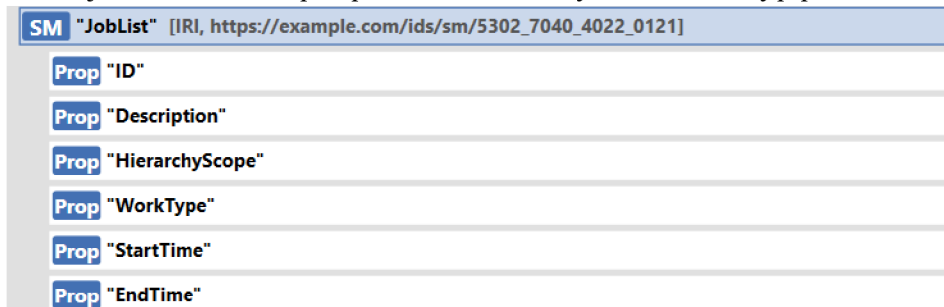 SM "JobList" [IRI, https://example.com/ids/sm/5302_7040_4022_0121]
Prop "ID"
Prop "Description"
Prop "HierarchyScope"
Prop "WorkType"
Prop "StartTime"
Prop "EndTime"